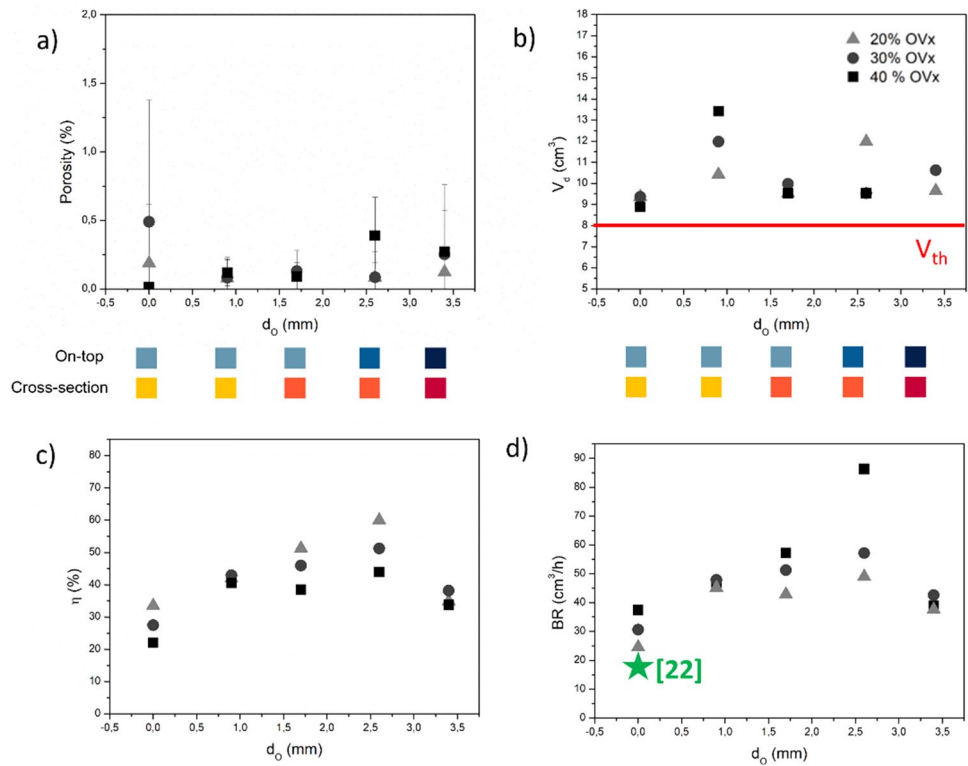 a)
2,0
1,5
1,0
0,5
0,0
Porosity (%)
-0,5 0,0 0,5 1,0 1,5 2,0 2,5 3,0 3,5
d_O (mm)
b)
18
17
16
15
14
13
12
11
10
9
8
7
6
5
V_d (cm³)
20% OVx
30% OVx
40 % OVx
V_th
-0,5 0,0 0,5 1,0 1,5 2,0 2,5 3,0 3,5
d_O (mm)
On-top
Cross-section
c)
80
70
60
50
40
30
20
10
0
η (%)
-0,5 0,0 0,5 1,0 1,5 2,0 2,5 3,0 3,5
d_O (mm)
d)
90
80
70
60
50
40
30
20
10
0
BR (cm³/h)
[22]
-0,5 0,0 0,5 1,0 1,5 2,0 2,5 3,0 3,5
d_O (mm)